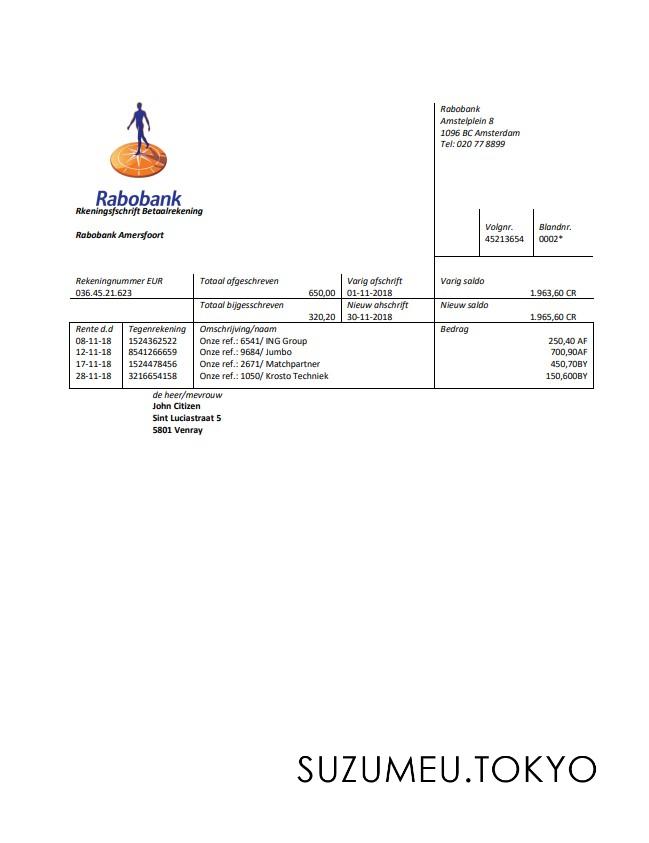 Rabobank
Amstelplein 8
1096 BC Amsterdam
Tel: 020 77 8899
Rabobank
Rkeningsfschrift Betaalrekening
Volgnr. Blandnr.
45213654 0002*
Rabobank Amersfoort
Rekeningnummer EUR Totaal afgeschreven Varig afschrift Varig saldo
036.45.21.623 650,00 01-11-2018 1.963,60 CR
Totaal bijgesschreven Nieuw ahschrift Nieuw saldo
320,20 30-11-2018 1.965,60 CR
Rente d.d Tegenrekening Omschrijving/naam Bedrag
08-11-18 1524362522 Onze ref.: 6541/ ING Group 250,40 AF
12-11-18 8541266659 Onze ref.: 9684/ Jumbo 700,90AF
17-11-18 1524478456 Onze ref.: 2671/ Matchpartner 450,70BY
28-11-18 3216654158 Onze ref.: 1050/ Krosto Techniek 150,600BY
de heer/mevrouw
John Citizen
Sint Luciastraat 5
5801 Venray
SUZUMEU.TOKYO